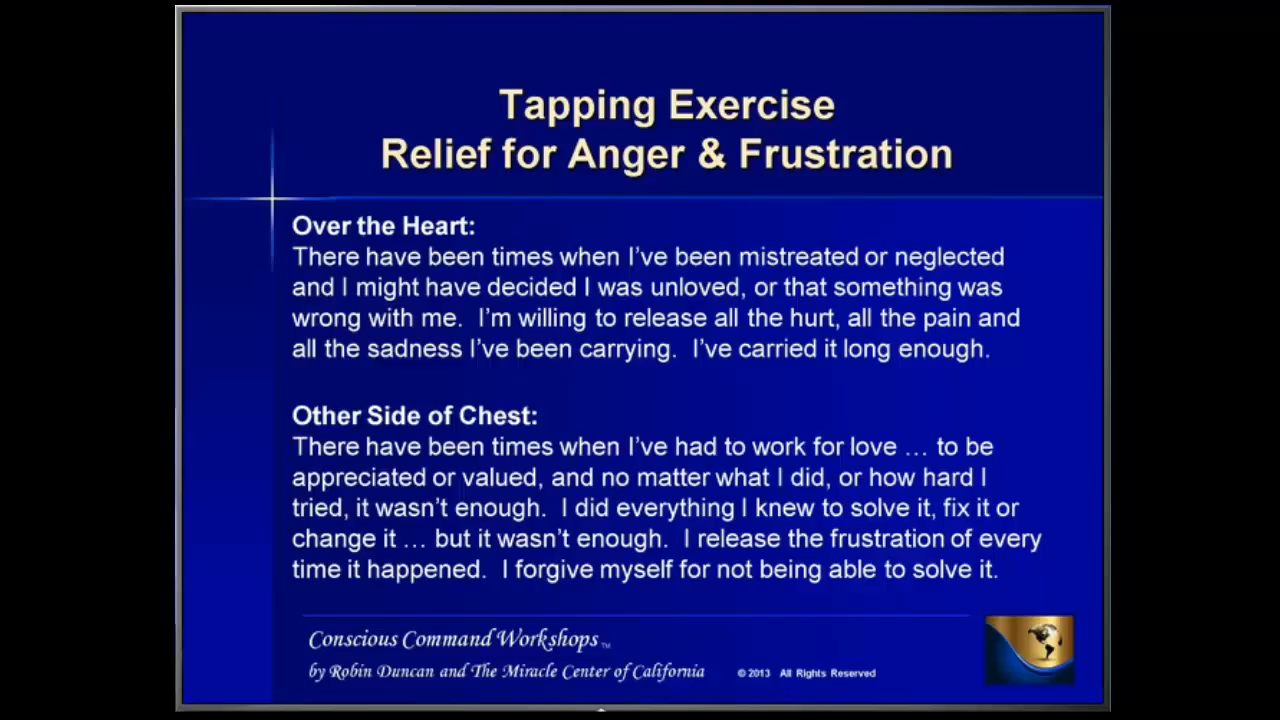 Tapping Exercise
Relief for Anger & Frustration
Over the Heart:
There have been times when I’ve been mistreated or neglected
and I might have decided I was unloved, or that something was
wrong with me.  I’m willing to release all the hurt, all the pain and
all the sadness I’ve been carrying.  I’ve carried it long enough.
Other Side of Chest:
There have been times when I’ve had to work for love … to be
appreciated or valued, and no matter what I did, or how hard I
tried, it wasn’t enough.  I did everything I knew to solve it, fix it or
change it … but it wasn’t enough.  I release the frustration of every
time it happened.  I forgive myself for not being able to solve it.
Conscious Command Workshops™
by Robin Duncan and The Miracle Center of California
© 2013 All Rights Reserved